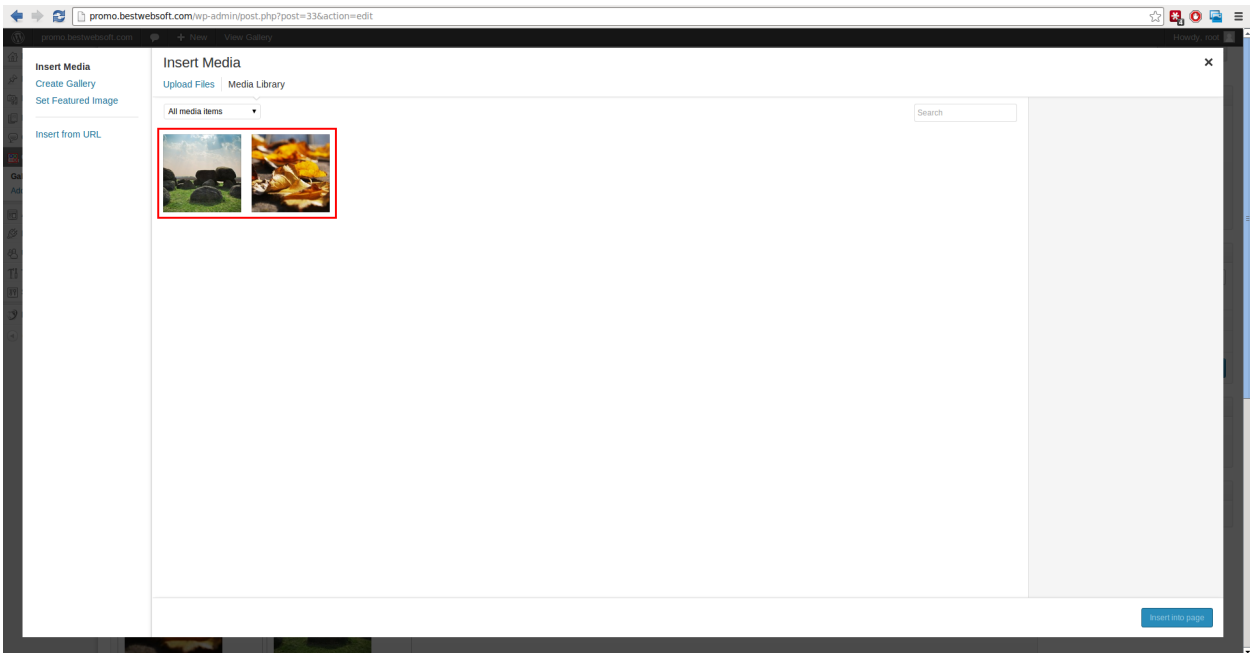 promo.bestwebsoft.com/wp-admin/post.php?post=33&action=edit
promo.bestwebsoft.com + New View Gallery Howdy, root
Insert Media
Create Gallery
Set Featured Image
Insert from URL
Insert Media
Upload Files Media Library
All media items
Search
Insert into page